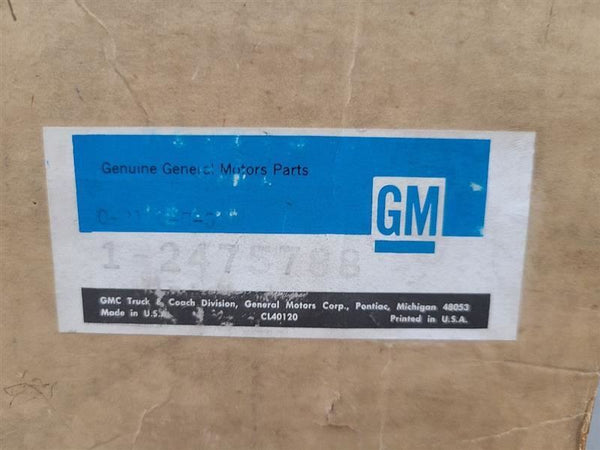 Genuine General Motors Parts
GM
1-2475788
GMC Truck & Coach Division, General Motors Corp., Pontiac, Michigan 48053
Made in U.S.A. CL40120 Printed in U.S.A.